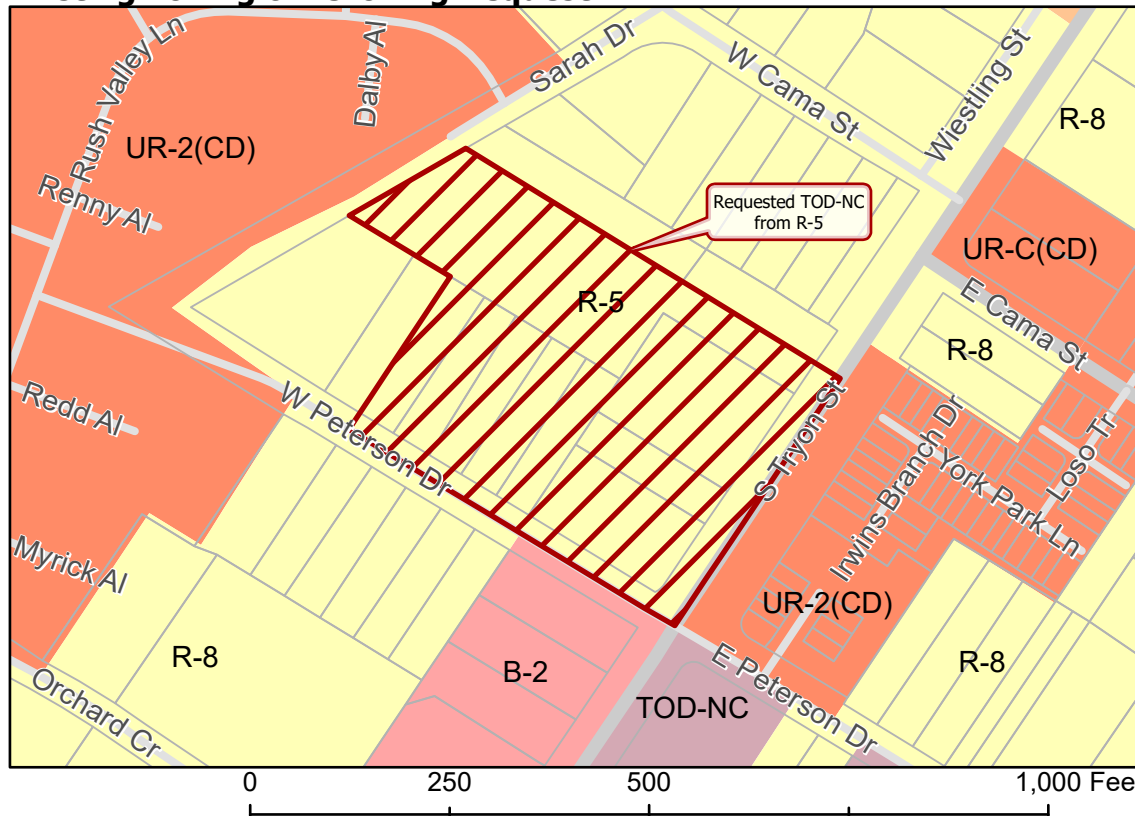 Rush Valley Ln
Dalby Al
Sarah Dr
W Cama St
Wiestling St
R-8
UR-2(CD)
Renny Al
Requested TOD-NC
from R-5
UR-C(CD)
R-5
E Cama St
R-8
Redd Al
W Peterson Dr
S Tryon St
Irwins Branch Dr
York Park Ln
Loso Tr
Myrick Al
UR-2(CD)
R-8
B-2
TOD-NC
E Peterson Dr
R-8
Orchard Cr
0 250 500 1,000 Fee